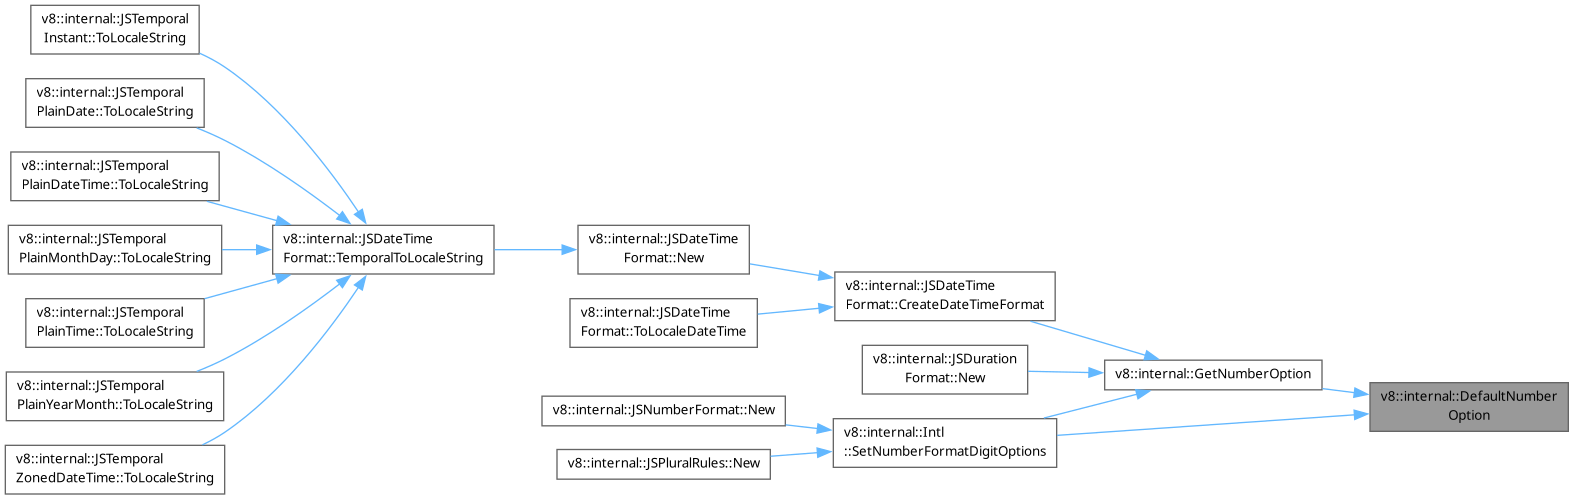 v8::internal::JSTemporal
Instant::ToLocaleString
v8::internal::JSTemporal
PlainDate::ToLocaleString
v8::internal::JSTemporal
PlainDateTime::ToLocaleString
v8::internal::JSTemporal
PlainMonthDay::ToLocaleString
v8::internal::JSTemporal
PlainTime::ToLocaleString
v8::internal::JSTemporal
PlainYearMonth::ToLocaleString
v8::internal::JSTemporal
ZonedDateTime::ToLocaleString
v8::internal::JSDateTime
Format::TemporalToLocaleString
v8::internal::JSDateTime
Format::New
v8::internal::JSDateTime
Format::ToLocaleDateTime
v8::internal::JSNumberFormat::New
v8::internal::JSPluralRules::New
v8::internal::JSDateTime
Format::CreateDateTimeFormat
v8::internal::JSDuration
Format::New
v8::internal::Intl
::SetNumberFormatDigitOptions
v8::internal::GetNumberOption
v8::internal::DefaultNumber
Option